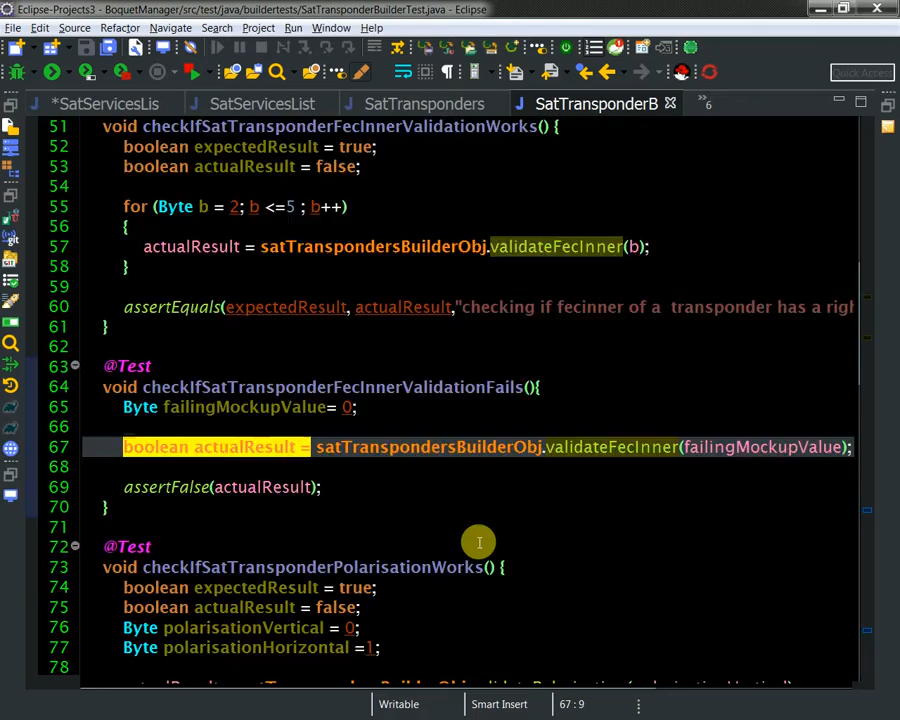 Eclipse-Projects3 - BoquetManager/src/test/java/buildertests/SatTransponderBuilderTest.java - Eclipse
File Edit Source Refactor Navigate Search Project Run Window Help
Quick Access
*SatServicesLis SatServicesList SatTransponders SatTransponderB »6
51 void checkIfSatTransponderFecInnerValidationWorks() {
52 boolean expectedResult = true;
53 boolean actualResult = false;
54
55 for (Byte b = 2; b <=5 ; b++)
56 {
57 actualResult = satTranspondersBuilderObj.validateFecInner(b);
58 }
59
60 assertEquals(expectedResult, actualResult,"checking if fecinner of a  transponder has a righ
61 }
62
63 @Test
64 void checkIfSatTransponderFecInnerValidationFails(){
65 Byte failingMockupValue= 0;
66
67 boolean actualResult = satTranspondersBuilderObj.validateFecInner(failingMockupValue);
68
69 assertFalse(actualResult);
70 }
71
72 @Test
73 void checkIfSatTransponderPolarisationWorks() {
74 boolean expectedResult = true;
75 boolean actualResult = false;
76 Byte polarisationVertical = 0;
77 Byte polarisationHorizontal =1;
78
Writable Smart Insert 67 : 9